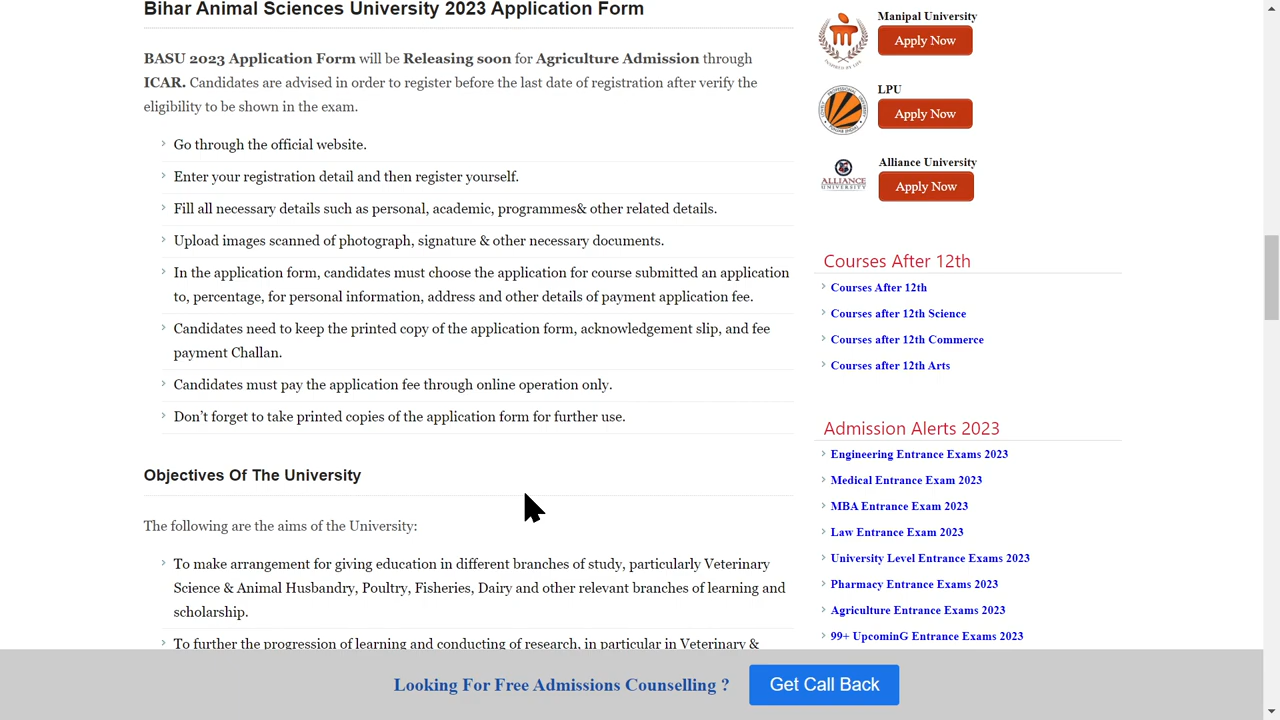 Bihar Animal Sciences University 2023 Application Form
BASU 2023 Application Form will be Releasing soon for Agriculture Admission through
ICAR. Candidates are advised in order to register before the last date of registration after verify the
eligibility to be shown in the exam.
Go through the official website.
Enter your registration detail and then register yourself.
Fill all necessary details such as personal, academic, programmes& other related details.
Upload images scanned of photograph, signature & other necessary documents.
In the application form, candidates must choose the application for course submitted an application
to, percentage, for personal information, address and other details of payment application fee.
Candidates need to keep the printed copy of the application form, acknowledgement slip, and fee
payment Challan.
Candidates must pay the application fee through online operation only.
Don’t forget to take printed copies of the application form for further use.
Objectives Of The University
The following are the aims of the University:
To make arrangement for giving education in different branches of study, particularly Veterinary
Science & Animal Husbandry, Poultry, Fisheries, Dairy and other relevant branches of learning and
scholarship.
To further the progression of learning and conducting of research, in particular in Veterinary &
Manipal University
Apply Now
LPU
Apply Now
Alliance University
ALLIANCE
UNIVERSITY
Apply Now
Courses After 12th
Courses After 12th
Courses after 12th Science
Courses after 12th Commerce
Courses after 12th Arts
Admission Alerts 2023
Engineering Entrance Exams 2023
Medical Entrance Exam 2023
MBA Entrance Exam 2023
Law Entrance Exam 2023
University Level Entrance Exams 2023
Pharmacy Entrance Exams 2023
Agriculture Entrance Exams 2023
99+ UpcominG Entrance Exams 2023
Looking For Free Admissions Counselling ?
Get Call Back